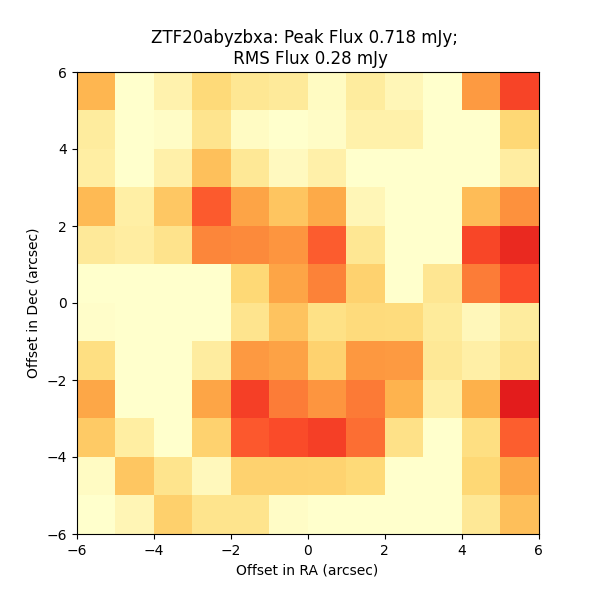 ZTF20abyzbxa: Peak Flux 0.718 mJy;
RMS Flux 0.28 mJy
6
4
2
0
−2
−4
−6
Offset in Dec (arcsec)
−6 −4 −2 0 2 4 6
Offset in RA (arcsec)